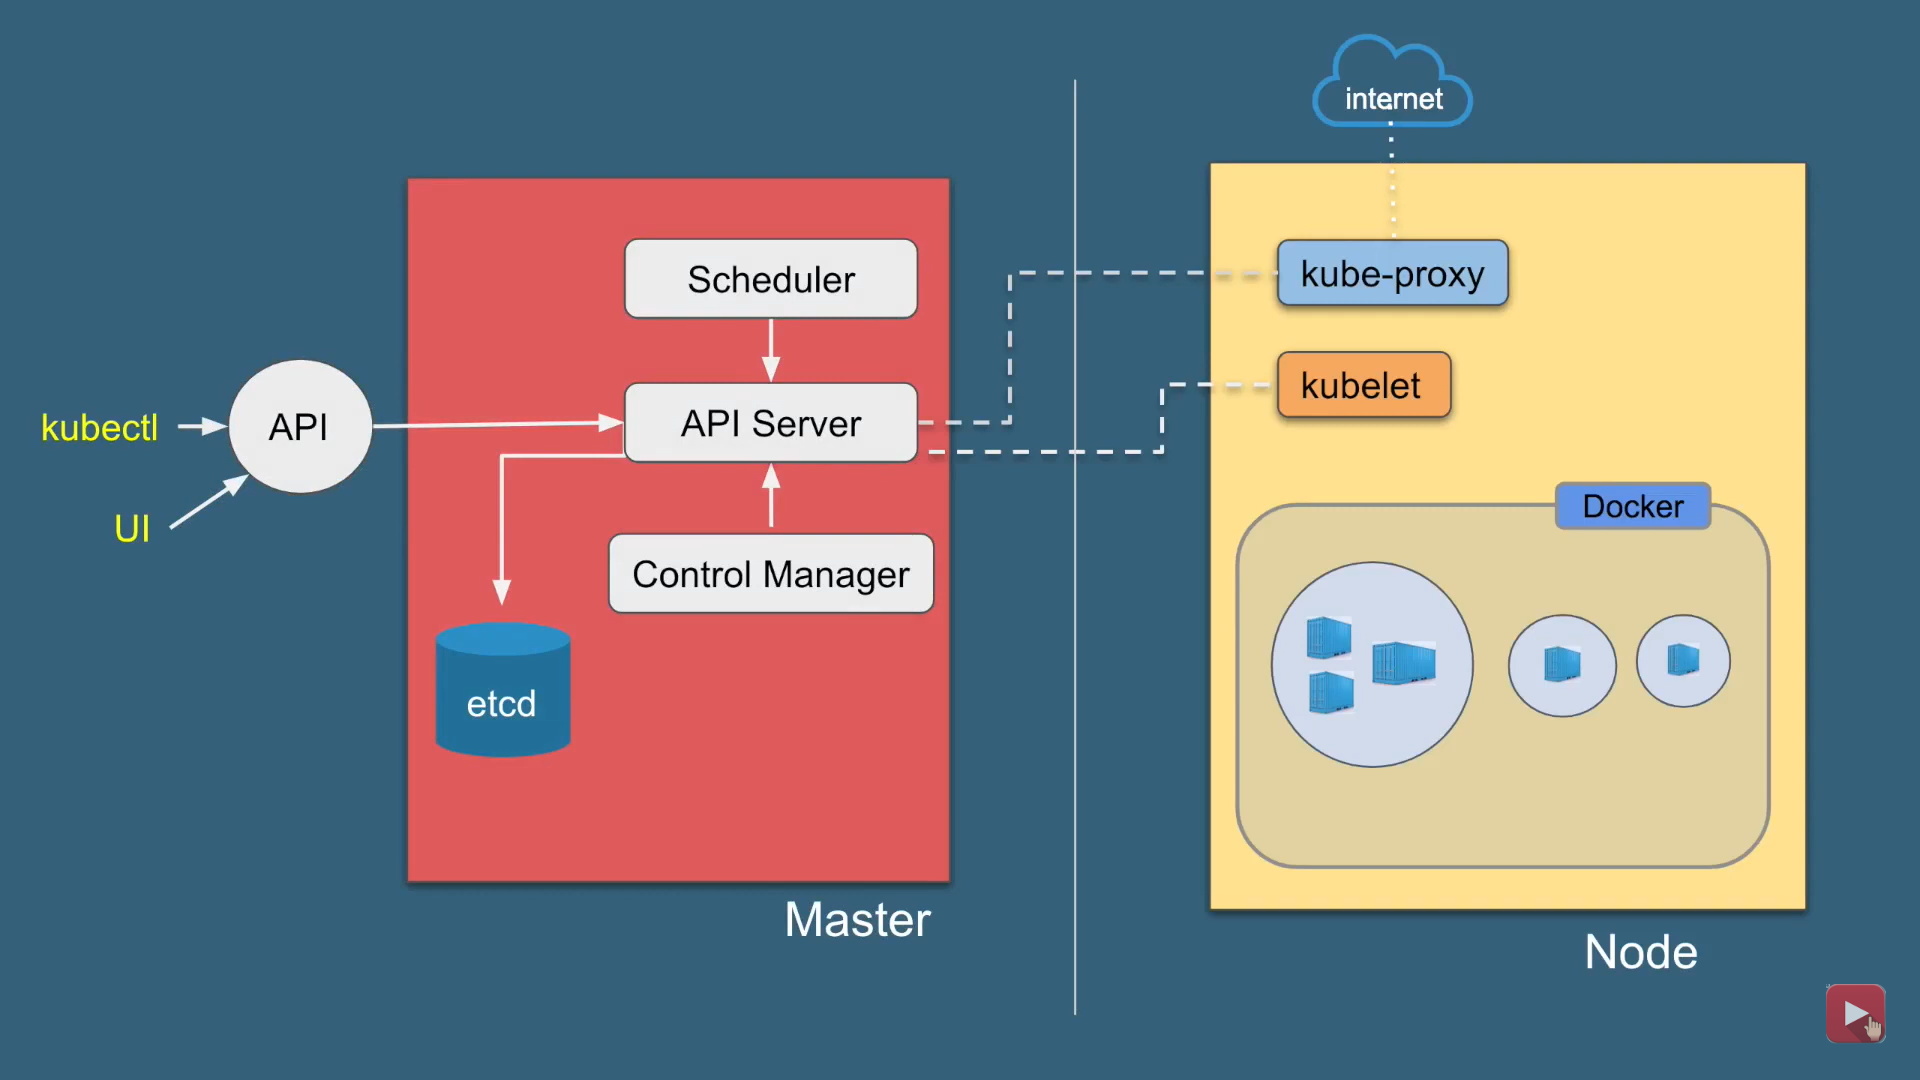 internet
Scheduler
kube-proxy
kubelet
kubectl
API
API Server
UI
Docker
Control Manager
etcd
Master
Node